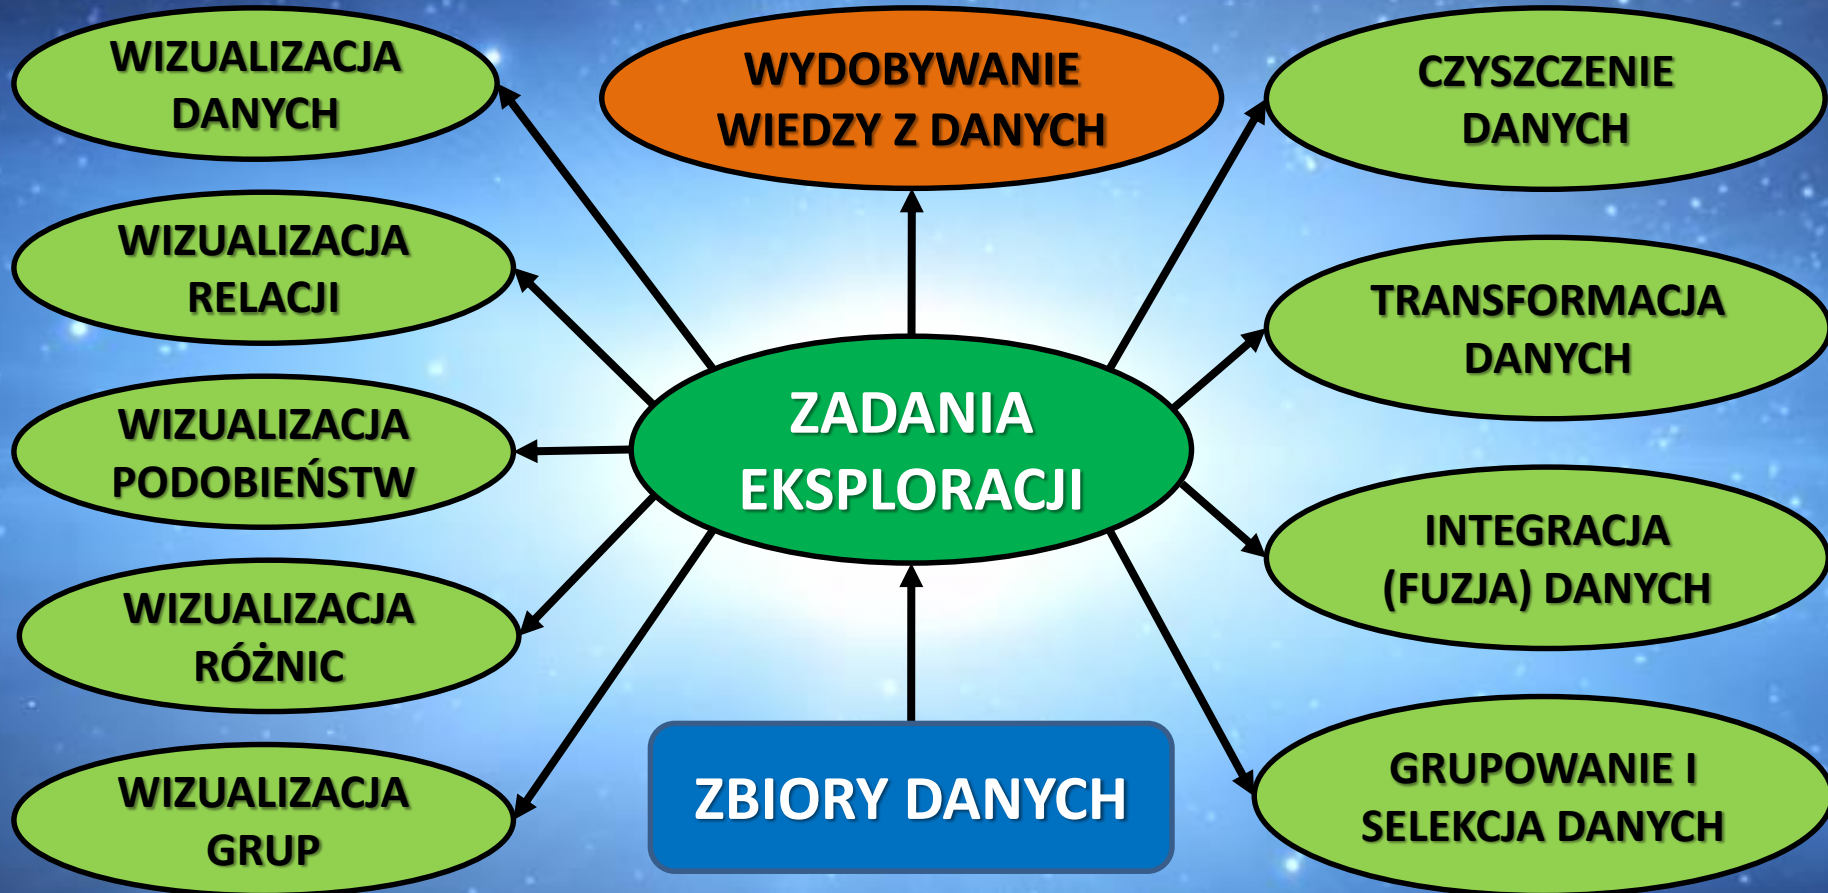 WIZUALIZACJA
DANYCH
WYDOBYWANIE
WIEDZY Z DANYCH
CZYSZCZENIE
DANYCH
WIZUALIZACJA
RELACJI
TRANSFORMACJA
DANYCH
WIZUALIZACJA
PODOBIEŃSTW
ZADANIA
EKSPLORACJI
INTEGRACJA
(FUZJA) DANYCH
WIZUALIZACJA
RÓŻNIC
WIZUALIZACJA
GRUP
ZBIORY DANYCH
GRUPOWANIE I
SELEKCJA DANYCH